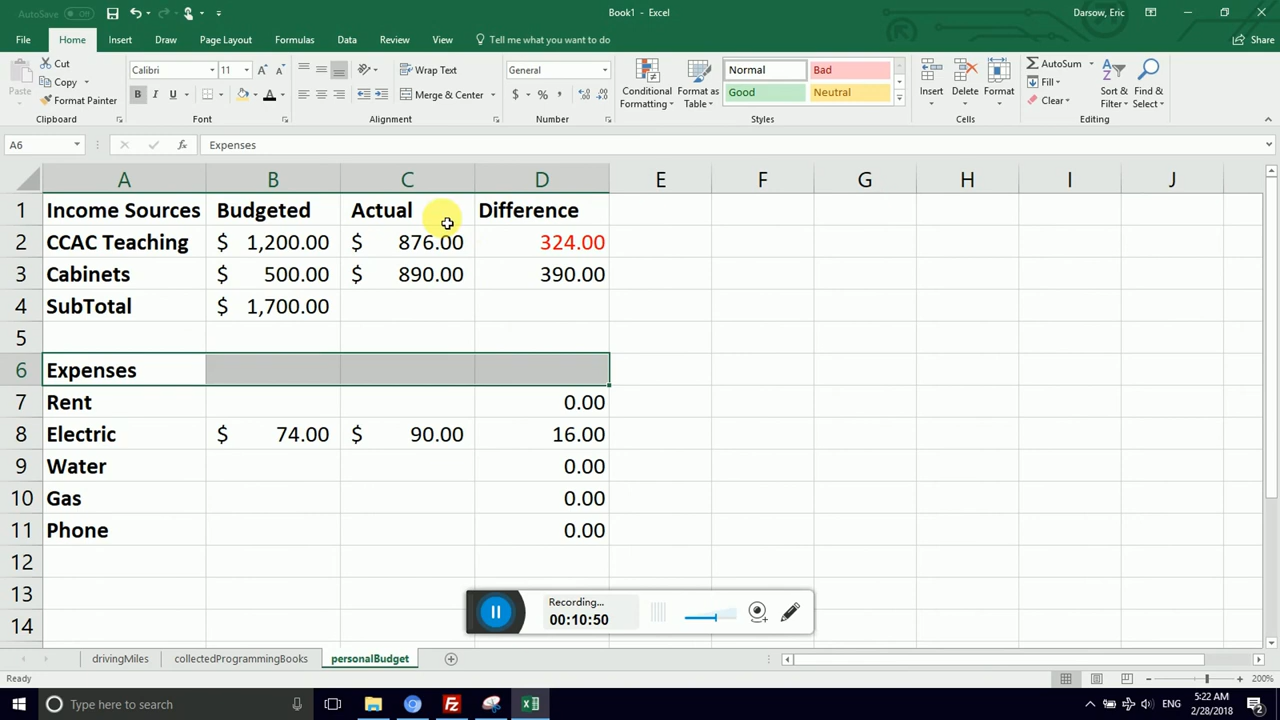 AutoSave Off
Book1 - Excel
Darsow, Eric
File Home Insert Draw Page Layout Formulas Data Review View Tell me what you want to do Share
Paste
Cut
Copy
Format Painter
Clipboard
Calibri 11
B I U
Font
Wrap Text
Merge & Center
Alignment
General
$ % ,
Number
Conditional Formatting
Format as Table
Normal Bad
Good Neutral
Styles
Insert Delete Format
Cells
AutoSum
Fill
Clear
Sort & Filter
Find & Select
Editing
A6 fx Expenses
A B C D E F G H I J
1 Income Sources Budgeted Actual Difference
2 CCAC Teaching $ 1,200.00 $ 876.00 324.00
3 Cabinets $ 500.00 $ 890.00 390.00
4 SubTotal $ 1,700.00
5
6 Expenses
7 Rent 0.00
8 Electric $ 74.00 $ 90.00 16.00
9 Water 0.00
10 Gas 0.00
11 Phone 0.00
12
13
14
Recording...
00:10:50
drivingMiles collectedProgrammingBooks personalBudget
Ready
200%
Type here to search
ENG
5:22 AM
2/28/2018
2